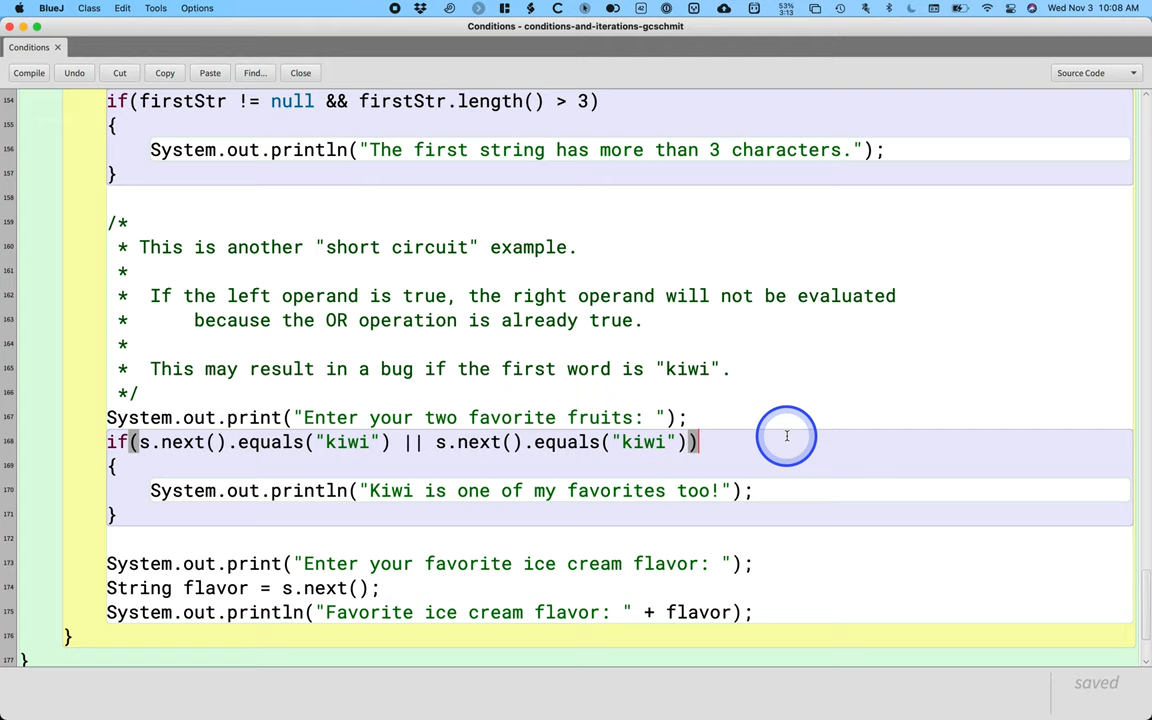 BlueJ Class Edit Tools Options 53% 3:13 Wed Nov 3 10:08 AM
Conditions - conditions-and-iterations-gcschmit
Conditions ×
Compile Undo Cut Copy Paste Find... Close Source Code
154 if(firstStr != null && firstStr.length() > 3)
155 {
156 System.out.println("The first string has more than 3 characters.");
157 }
158
159 /*
160 * This is another "short circuit" example.
161 *
162 * If the left operand is true, the right operand will not be evaluated
163 * because the OR operation is already true.
164 *
165 * This may result in a bug if the first word is "kiwi".
166 */
167 System.out.print("Enter your two favorite fruits: ");
168 if(s.next().equals("kiwi") || s.next().equals("kiwi"))
169 {
170 System.out.println("Kiwi is one of my favorites too!");
171 }
172
173 System.out.print("Enter your favorite ice cream flavor: ");
174 String flavor = s.next();
175 System.out.println("Favorite ice cream flavor: " + flavor);
176 }
177 }
saved